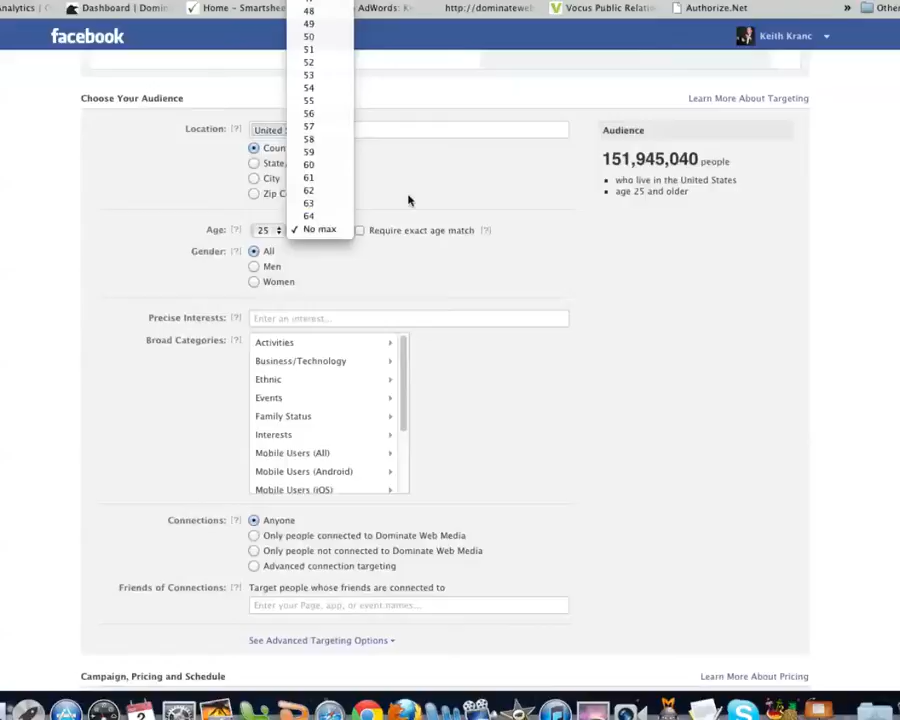 nalytics (
Dashboard | Domin
Home - Smartshe
AdWords: K
http://dominatewel
Vocus Public Relatio
Authorize.Net
»
Othe
facebook
Keith Kranc
48
49
50
51
52
53
54
55
56
57
58
59
60
61
62
63
64
✓ No max
Choose Your Audience
Learn More About Targeting
Location: [?]
United S
Coun
State/
City
Zip C
Age: [?]
25
Require exact age match [?]
Gender: [?]
All
Men
Women
Audience
151,945,040 people
• who live in the United States
• age 25 and older
Precise Interests: [?]
Enter an interest...
Broad Categories: [?]
Activities
Business/Technology
Ethnic
Events
Family Status
Interests
Mobile Users (All)
Mobile Users (Android)
Mobile Users (iOS)
Connections: [?]
Anyone
Only people connected to Dominate Web Media
Only people not connected to Dominate Web Media
Advanced connection targeting
Friends of Connections: [?]
Target people whose friends are connected to
Enter your Page, app, or event names...
See Advanced Targeting Options
Campaign, Pricing and Schedule
Learn More About Pricing
2